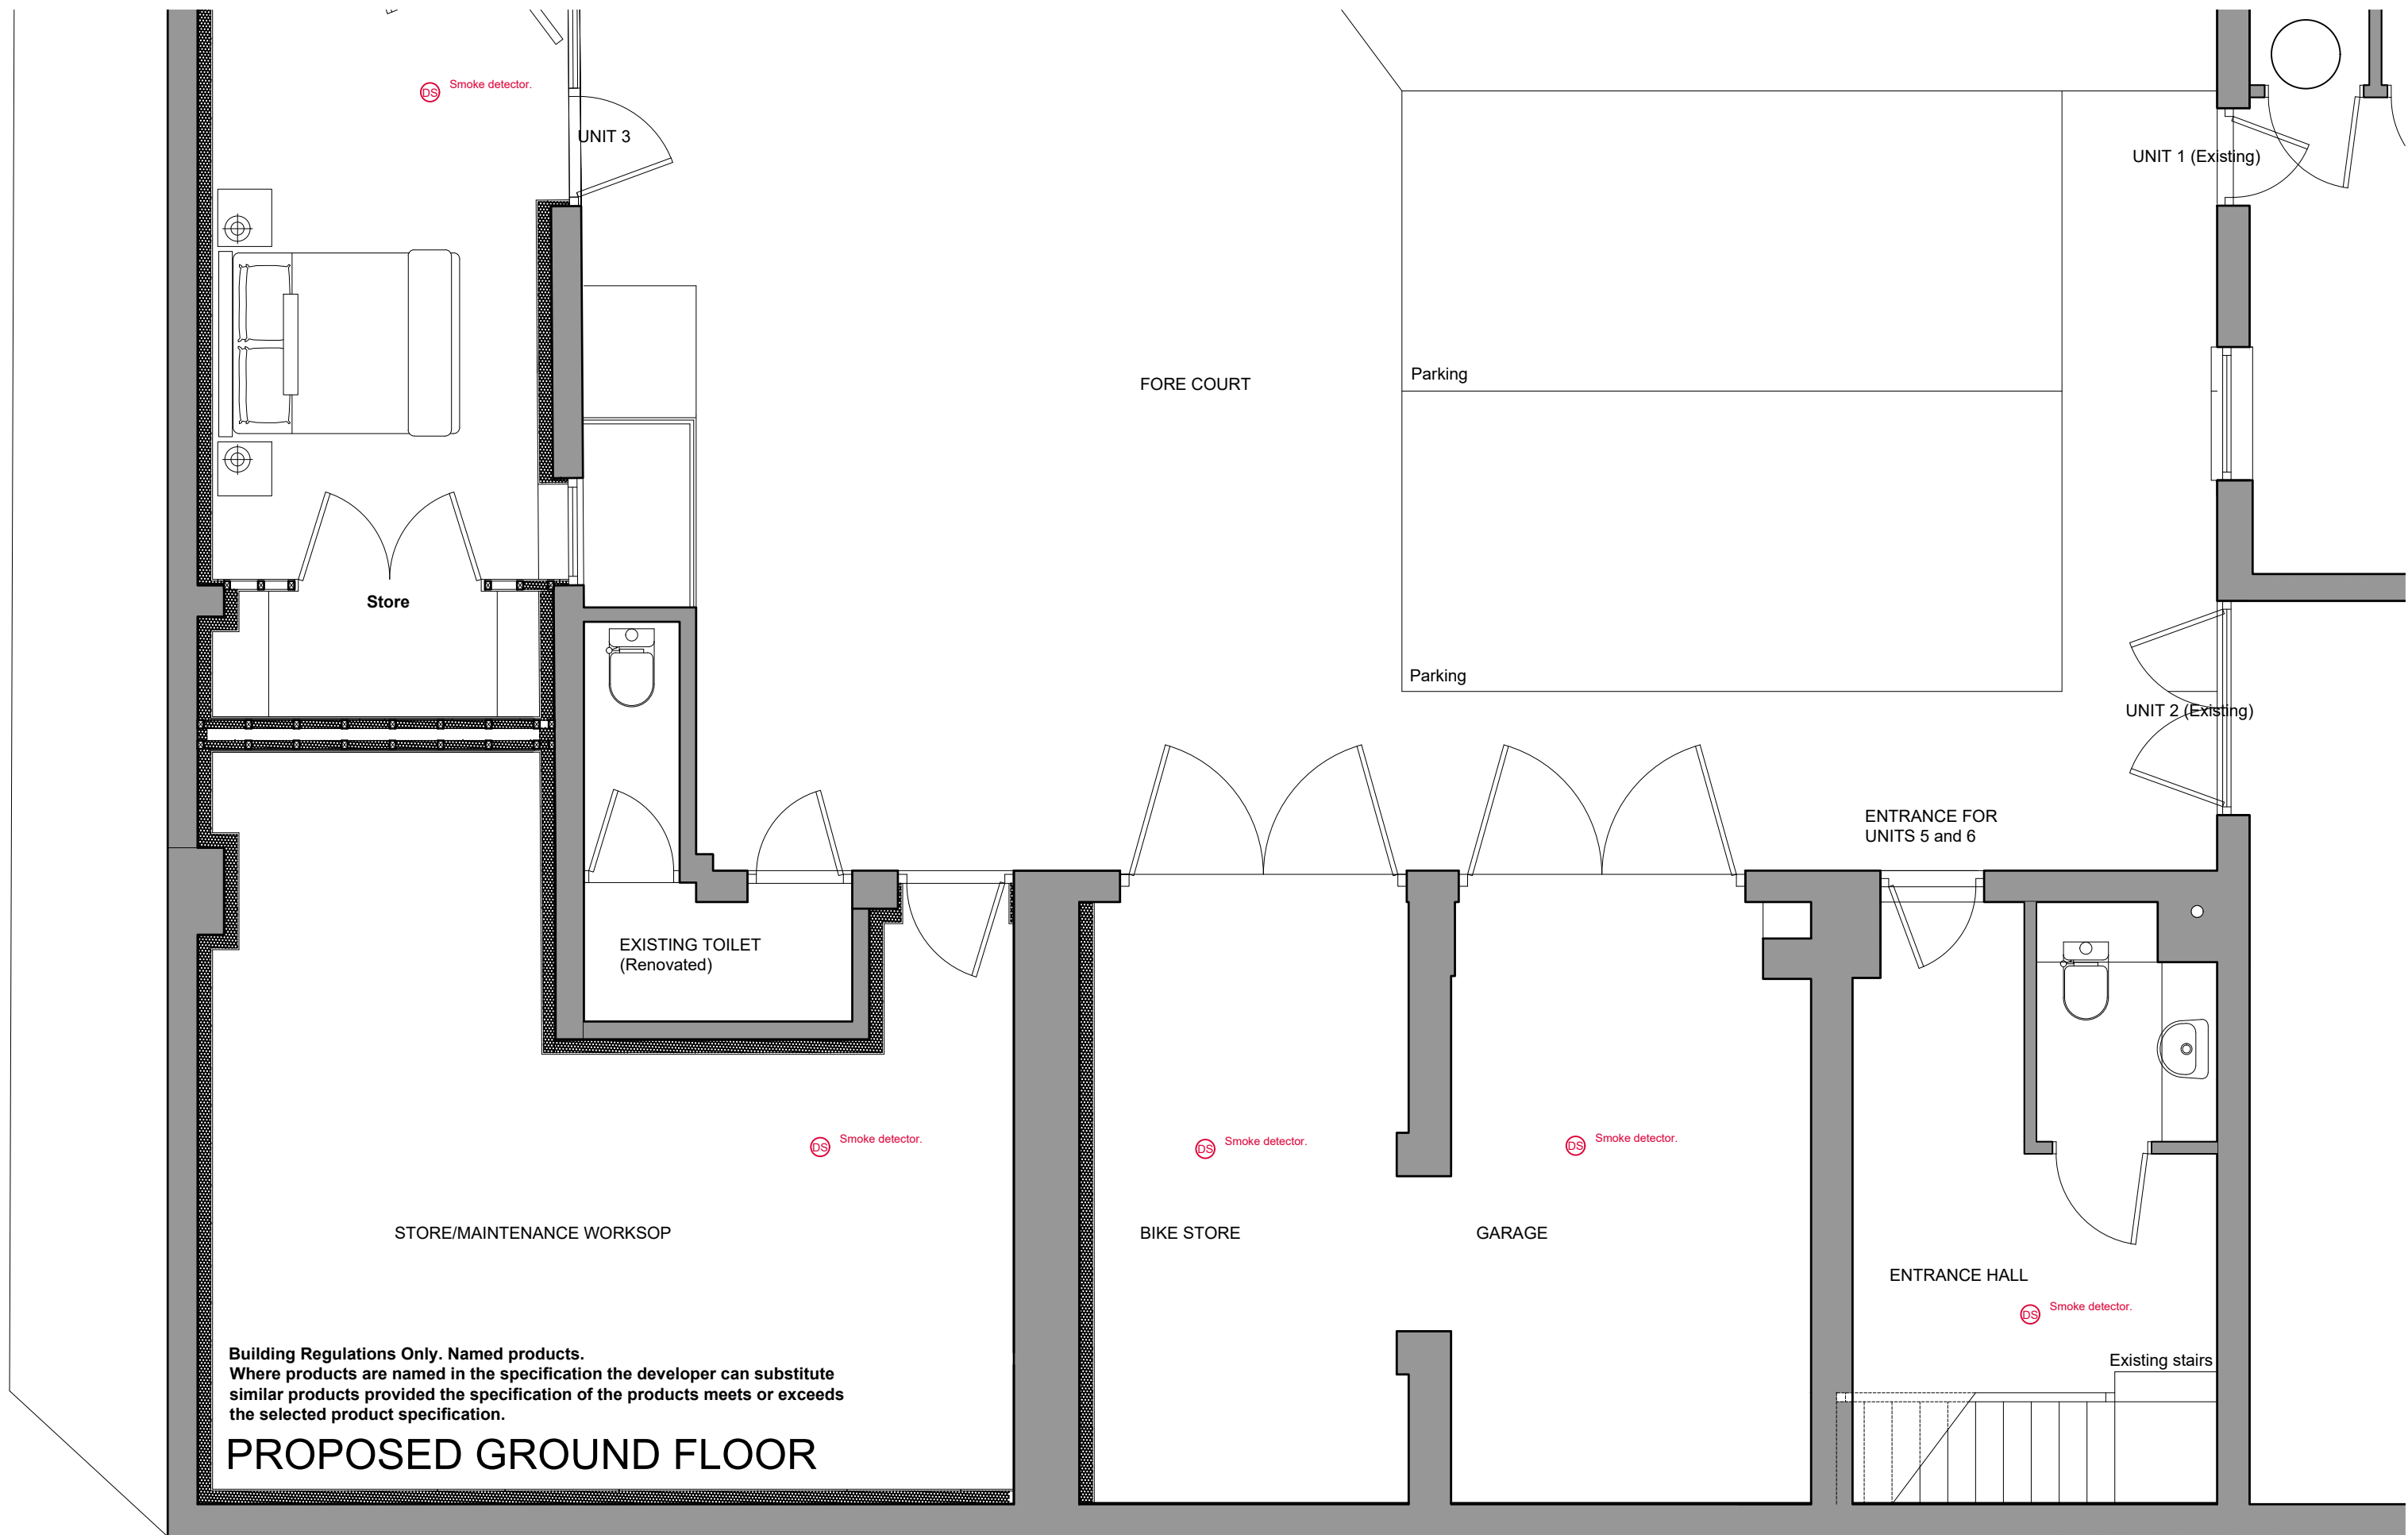 DS Smoke detector.
UNIT 3
UNIT 1 (Existing)
FORE COURT
Parking
Store
Parking
UNIT 2 (Existing)
ENTRANCE FOR
UNITS 5 and 6
EXISTING TOILET
(Renovated)
DS Smoke detector.
DS Smoke detector.
DS Smoke detector.
STORE/MAINTENANCE WORKSOP
BIKE STORE
GARAGE
ENTRANCE HALL
DS Smoke detector.
Existing stairs
Building Regulations Only. Named products.
Where products are named in the specification the developer can substitute
similar products provided the specification of the products meets or exceeds
the selected product specification.
PROPOSED GROUND FLOOR